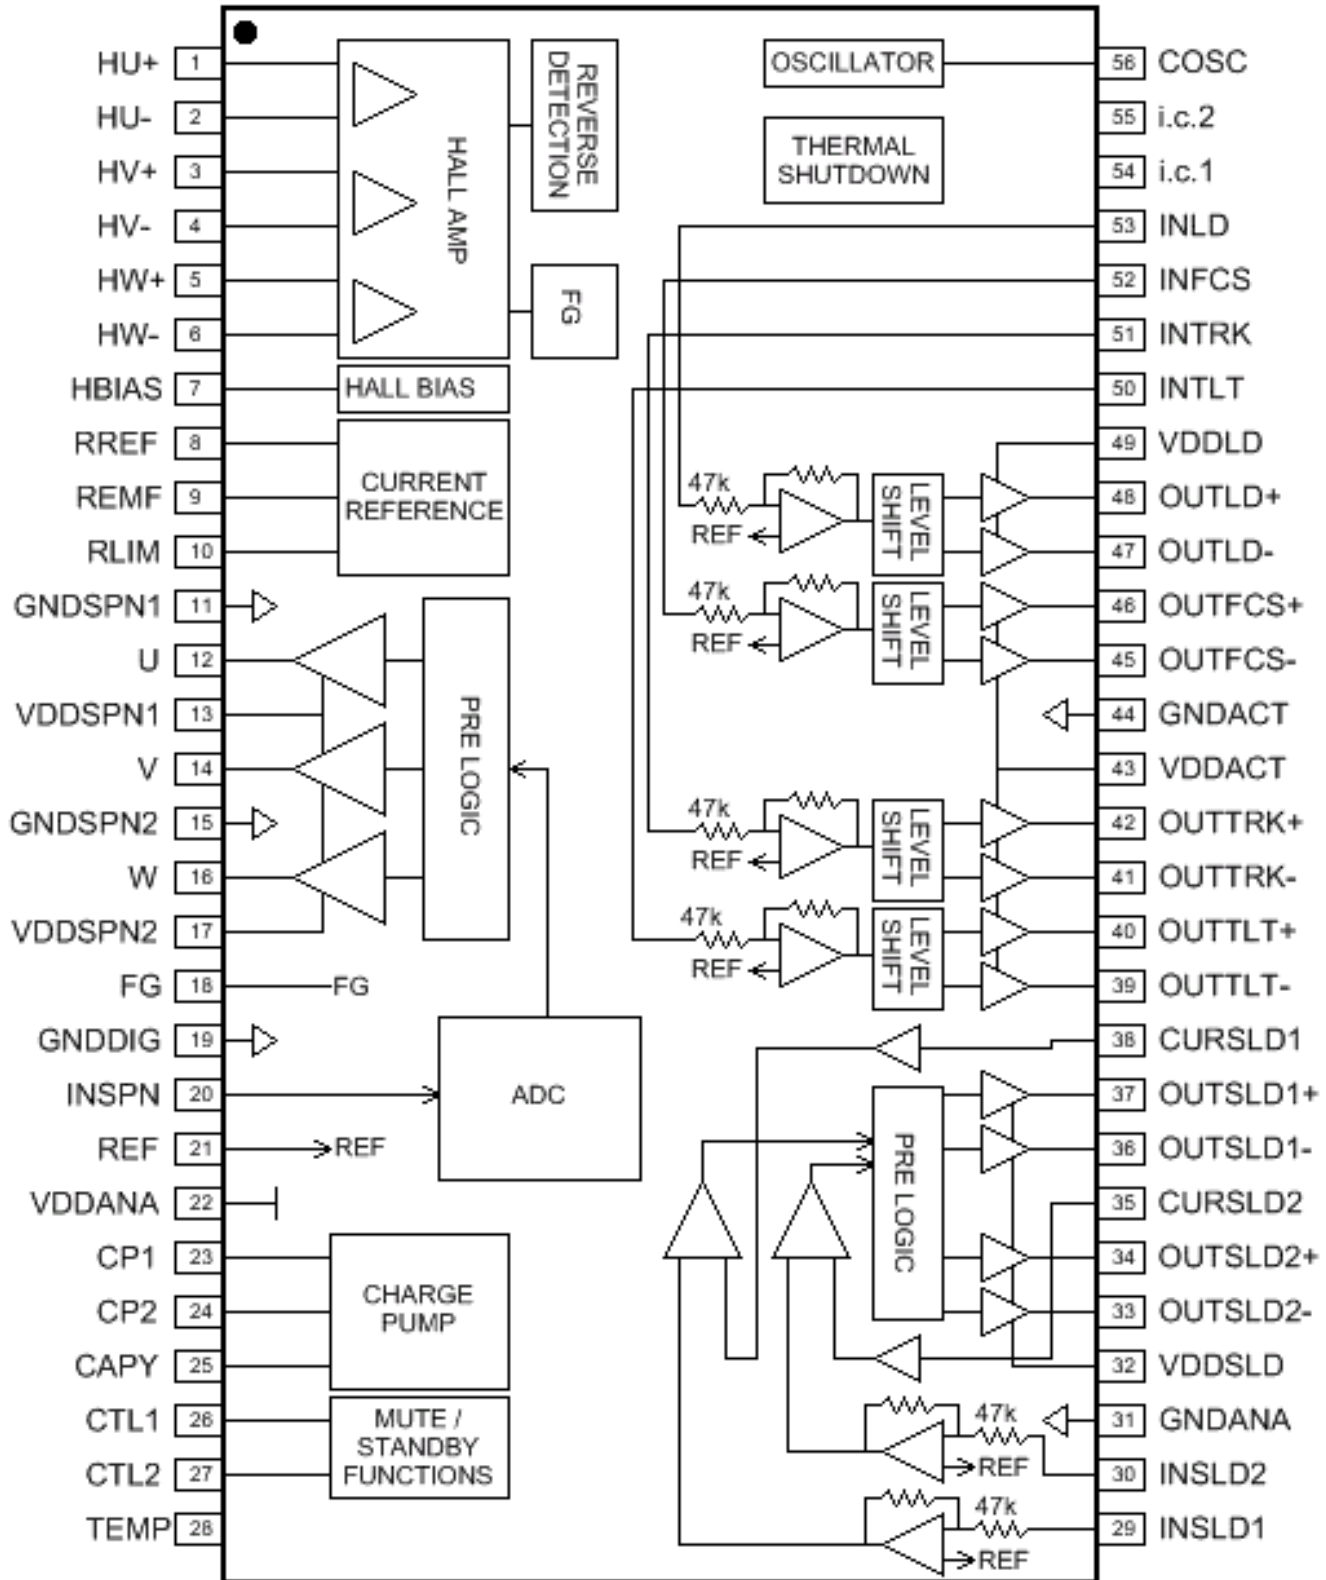 HU+ 1
HU- 2
HV+ 3
HV- 4
HW+ 5
HW- 6
HBIAS 7
RREF 8
REMF 9
RLIM 10
GNDSPN1 11
U 12
VDDSPN1 13
V 14
GNDSPN2 15
W 16
VDDSPN2 17
FG 18
GNDDIG 19
INSPN 20
REF 21
VDDANA 22
CP1 23
CP2 24
CAPY 25
CTL1 26
CTL2 27
TEMP 28
HALL AMP
REVERSE
DETECTION
FG
HALL BIAS
CURRENT
REFERENCE
PRE LOGIC
FG
ADC
REF
CHARGE
PUMP
MUTE /
STANDBY
FUNCTIONS
OSCILLATOR
THERMAL
SHUTDOWN
47k
REF
LEVEL
SHIFT
47k
REF
LEVEL
SHIFT
47k
REF
LEVEL
SHIFT
47k
REF
LEVEL
SHIFT
PRE LOGIC
47k
REF
47k
REF
56 COSC
55 i.c.2
54 i.c.1
53 INLD
52 INFCS
51 INTRK
50 INTLT
49 VDDLD
48 OUTLD+
47 OUTLD-
46 OUTFCS+
45 OUTFCS-
44 GNDACT
43 VDDACT
42 OUTTRK+
41 OUTTRK-
40 OUTTLT+
39 OUTTLT-
38 CURSLD1
37 OUTSLD1+
36 OUTSLD1-
35 CURSLD2
34 OUTSLD2+
33 OUTSLD2-
32 VDDSLD
31 GNDANA
30 INSLD2
29 INSLD1